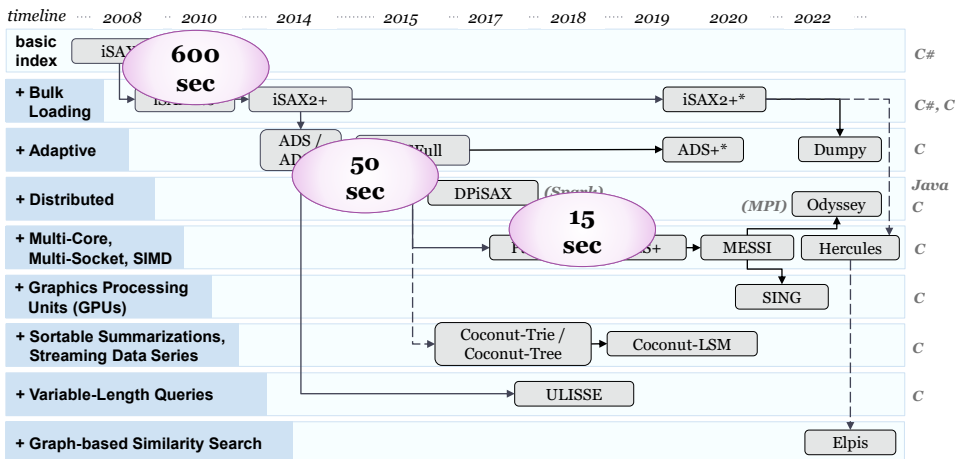 timeline 2008 2010 2014 2015 2017 2018 2019 2020 2022
basic
index
600
sec
C#
+ Bulk
Loading
iSAX2+
iSAX2+*
C#, C
+ Adaptive
ADS /
ADS+*
Dumpy
C
50
sec
+ Distributed
DPiSAX
(Spark)
(MPI)
Odyssey
Java
C
15
sec
+ Multi-Core,
Multi-Socket, SIMD
MESSI
Hercules
C
+ Graphics Processing
Units (GPUs)
SING
C
+ Sortable Summarizations,
Streaming Data Series
Coconut-Trie /
Coconut-Tree
Coconut-LSM
C
+ Variable-Length Queries
ULISSE
C
+ Graph-based Similarity Search
Elpis